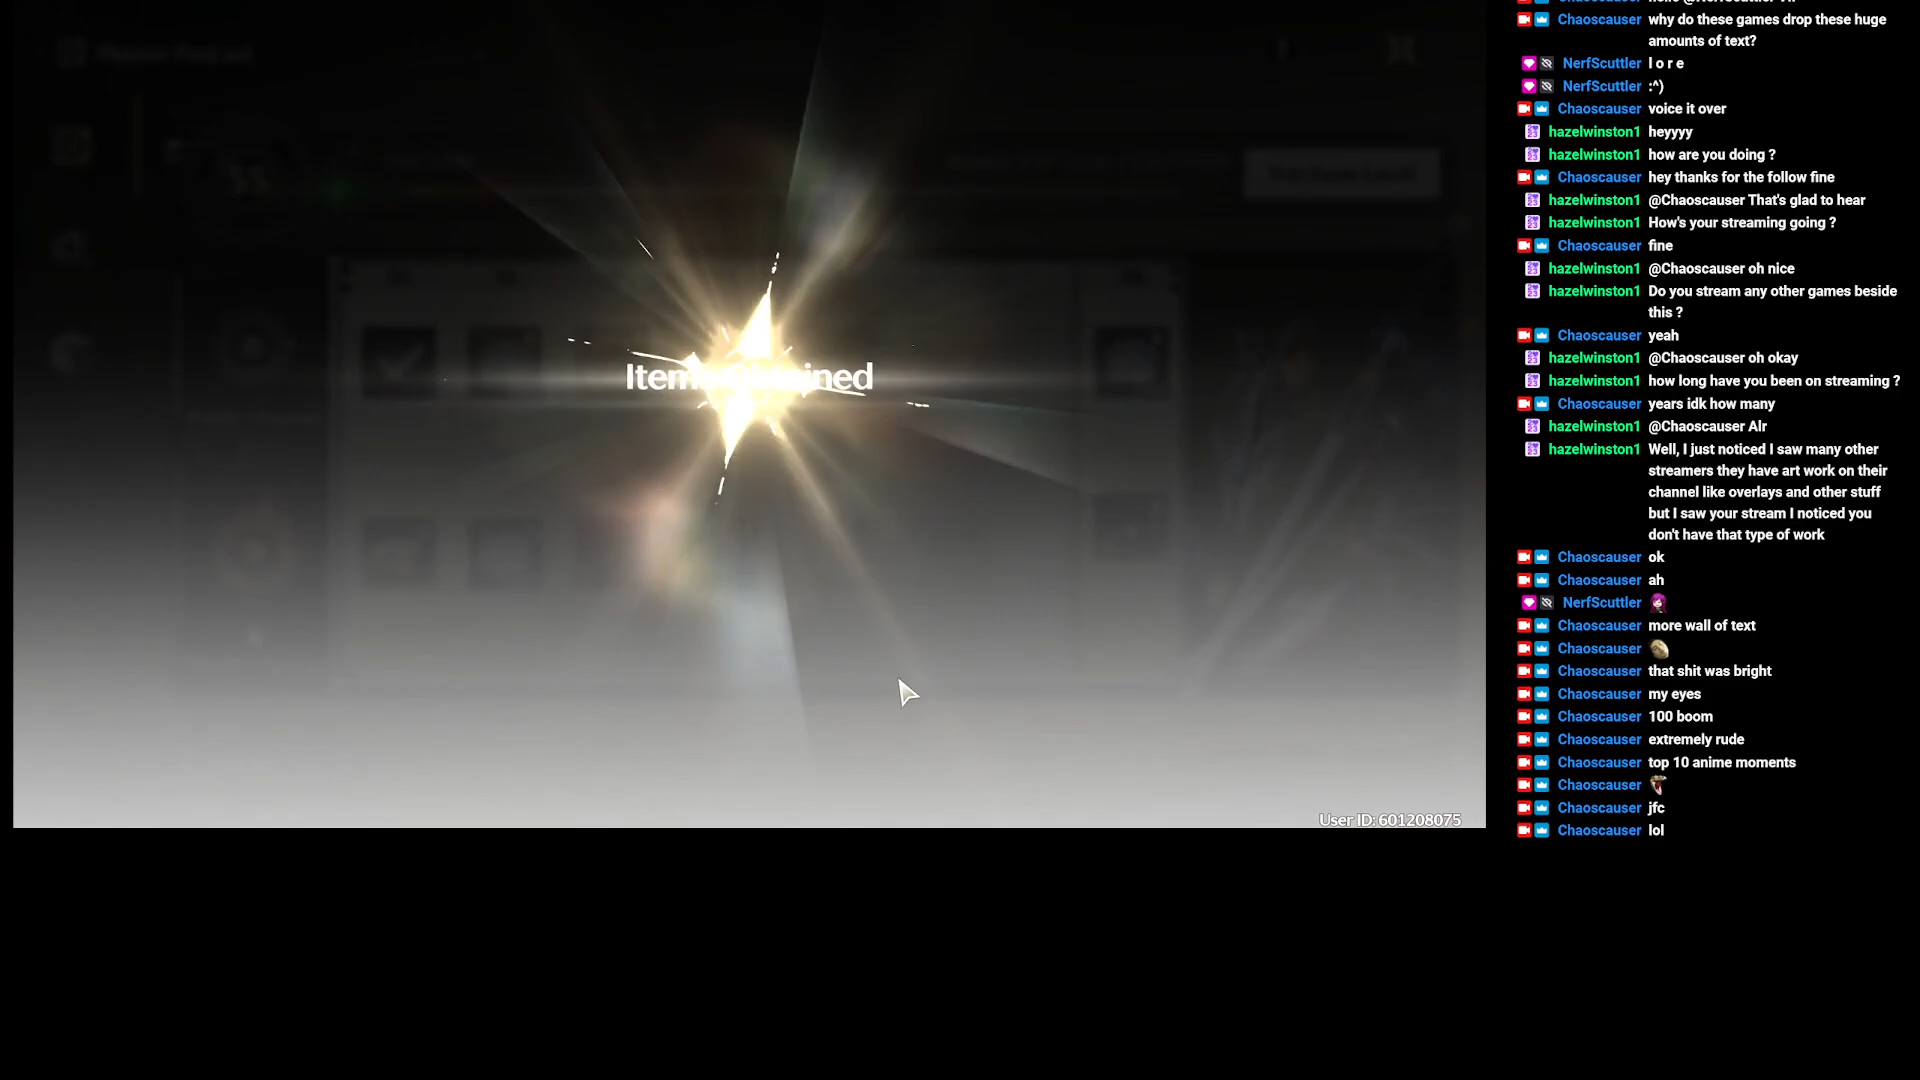 Items Obtained
User ID: 601208075
Chaoscauser why do these games drop these huge
amounts of text?
NerfScuttler l o r e
NerfScuttler :^)
Chaoscauser voice it over
hazelwinston1 heyyyy
hazelwinston1 how are you doing ?
Chaoscauser hey thanks for the follow fine
hazelwinston1 @Chaoscauser That's glad to hear
hazelwinston1 How's your streaming going ?
Chaoscauser fine
hazelwinston1 @Chaoscauser oh nice
hazelwinston1 Do you stream any other games beside
this ?
Chaoscauser yeah
hazelwinston1 @Chaoscauser oh okay
hazelwinston1 how long have you been on streaming ?
Chaoscauser years idk how many
hazelwinston1 @Chaoscauser Alr
hazelwinston1 Well, I just noticed I saw many other
streamers they have art work on their
channel like overlays and other stuff
but I saw your stream I noticed you
don't have that type of work
Chaoscauser ok
Chaoscauser ah
NerfScuttler
Chaoscauser more wall of text
Chaoscauser
Chaoscauser that shit was bright
Chaoscauser my eyes
Chaoscauser 100 boom
Chaoscauser extremely rude
Chaoscauser top 10 anime moments
Chaoscauser
Chaoscauser jfc
Chaoscauser lol